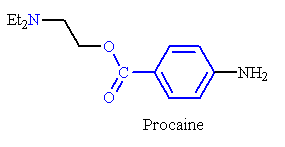 Et₂N
O
C
O
NH₂
Procaine